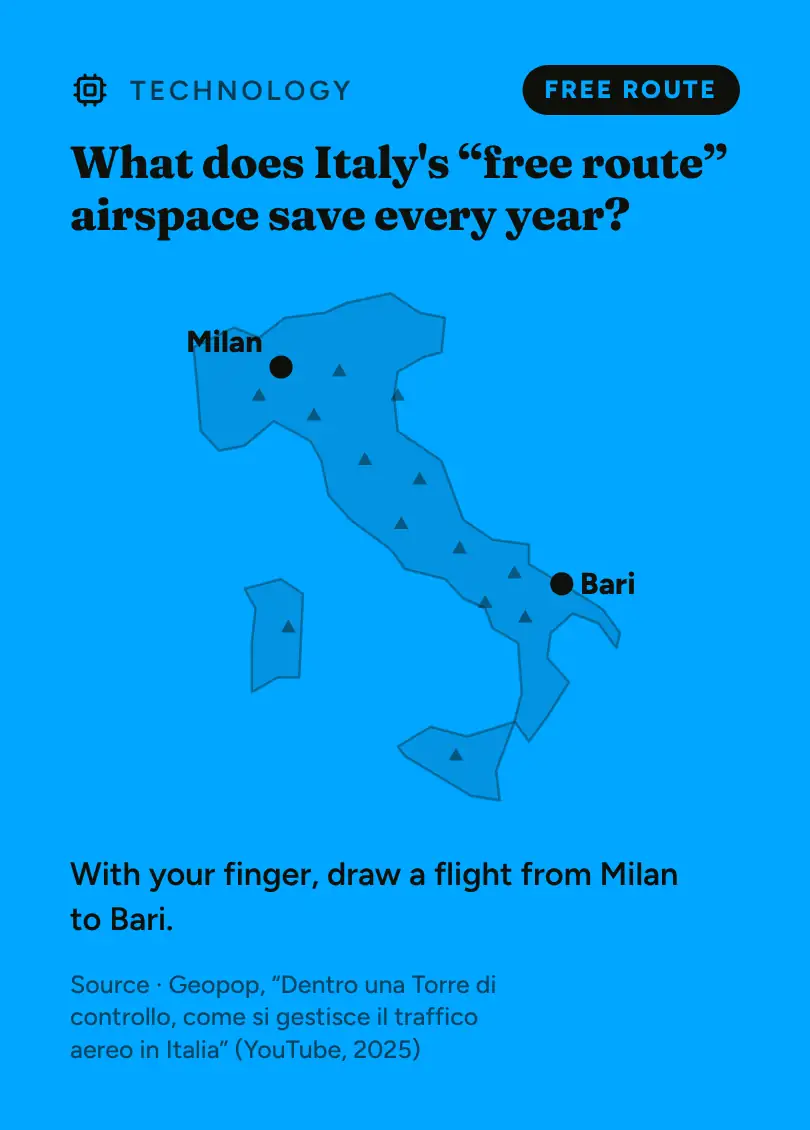 TECHNOLOGY
FREE ROUTE
What does Italy's “free route”
airspace save every year?
Milan
Bari
With your finger, draw a flight from Milan
to Bari.
Source · Geopop, “Dentro una Torre di
controllo, come si gestisce il traffico
aereo in Italia” (YouTube, 2025)